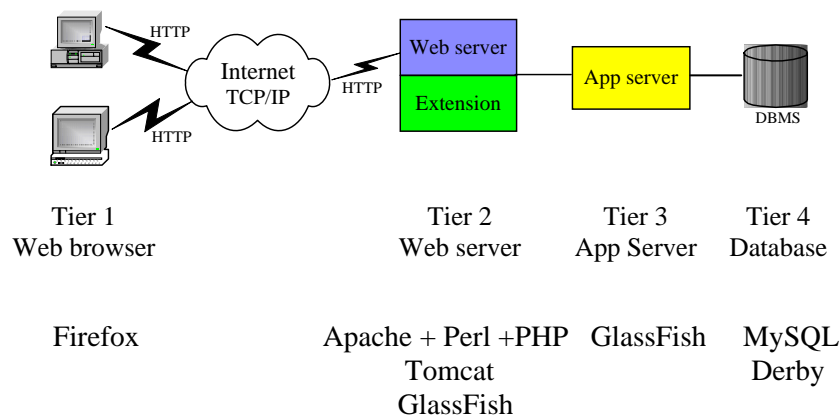 HTTP
Internet
TCP/IP
HTTP
HTTP
Web server
Extension
App server
DBMS
Tier 1
Web browser
Tier 2
Web server
Tier 3
App Server
Tier 4
Database
Firefox
Apache + Perl +PHP
Tomcat
GlassFish
GlassFish
MySQL
Derby